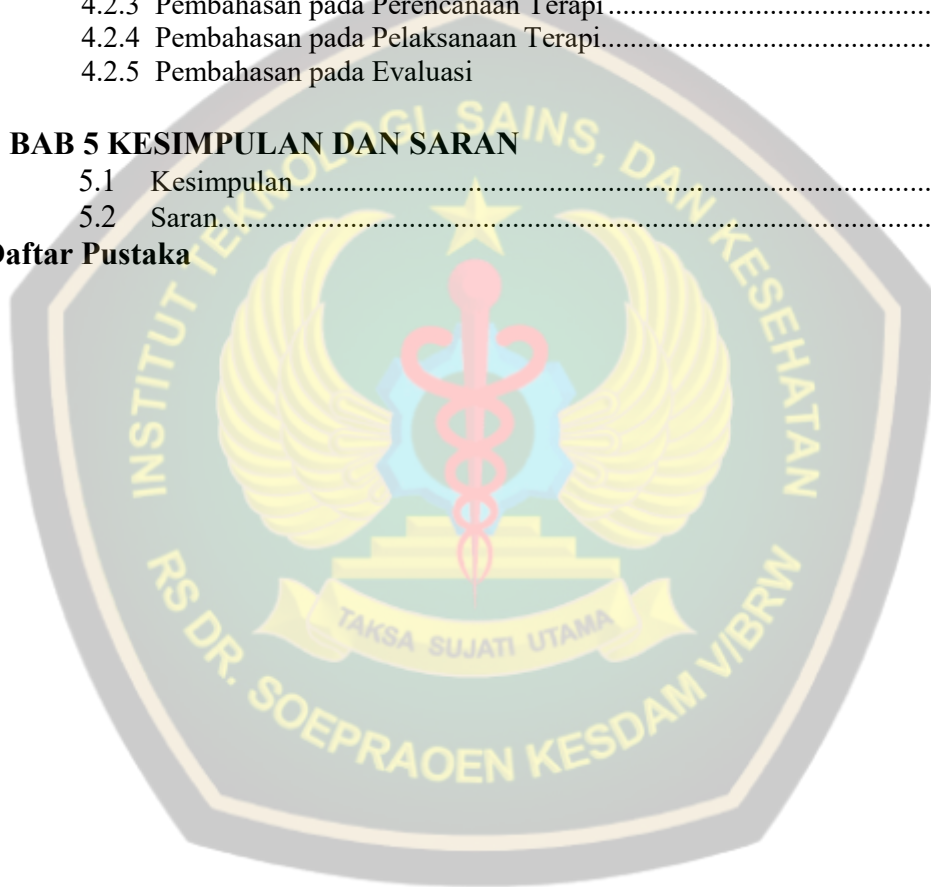 4.2.3 Pembahasan pada Perencanaan Terapi
4.2.4 Pembahasan pada Pelaksanaan Terapi
4.2.5 Pembahasan pada Evaluasi
BAB 5 KESIMPULAN DAN SARAN
5.1 Kesimpulan
5.2 Saran
Daftar Pustaka
INSTITUT TEKNOLOGI SAINS, DAN KESEHATAN
TAKSA SUJATI UTAMA
RS DR. SOEPRAOEN KESDAM V/BRW